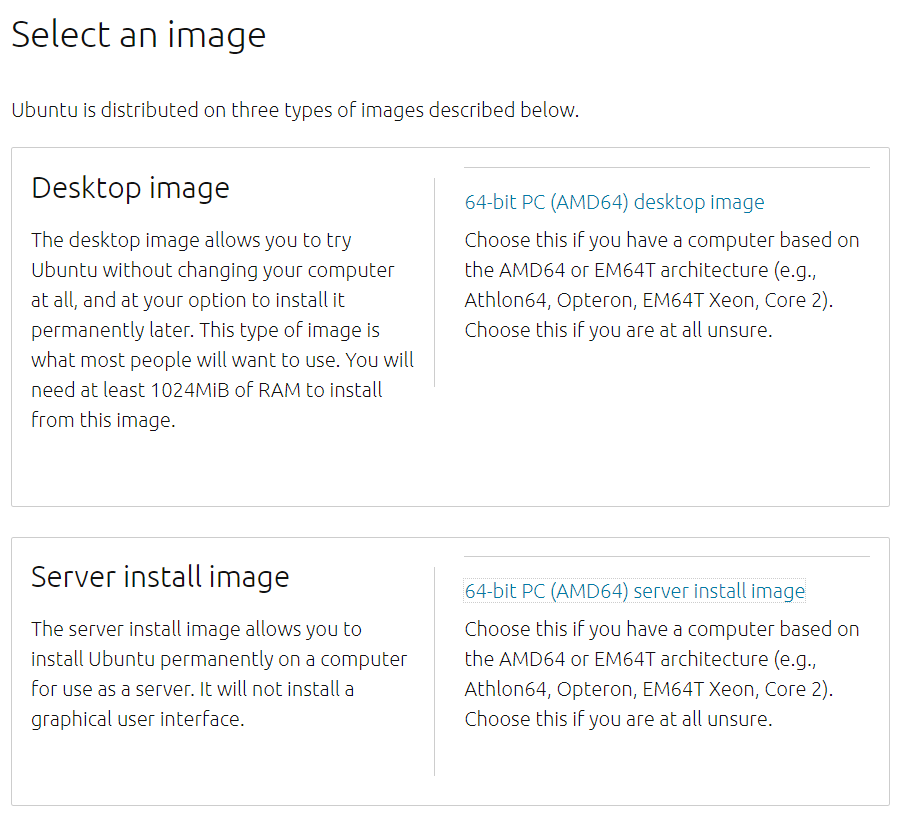 Select an image
Ubuntu is distributed on three types of images described below.
Desktop image
The desktop image allows you to try
Ubuntu without changing your computer
at all, and at your option to install it
permanently later. This type of image is
what most people will want to use. You will
need at least 1024MiB of RAM to install
from this image.
64-bit PC (AMD64) desktop image
Choose this if you have a computer based on
the AMD64 or EM64T architecture (e.g.,
Athlon64, Opteron, EM64T Xeon, Core 2).
Choose this if you are at all unsure.
Server install image
The server install image allows you to
install Ubuntu permanently on a computer
for use as a server. It will not install a
graphical user interface.
64-bit PC (AMD64) server install image
Choose this if you have a computer based on
the AMD64 or EM64T architecture (e.g.,
Athlon64, Opteron, EM64T Xeon, Core 2).
Choose this if you are at all unsure.